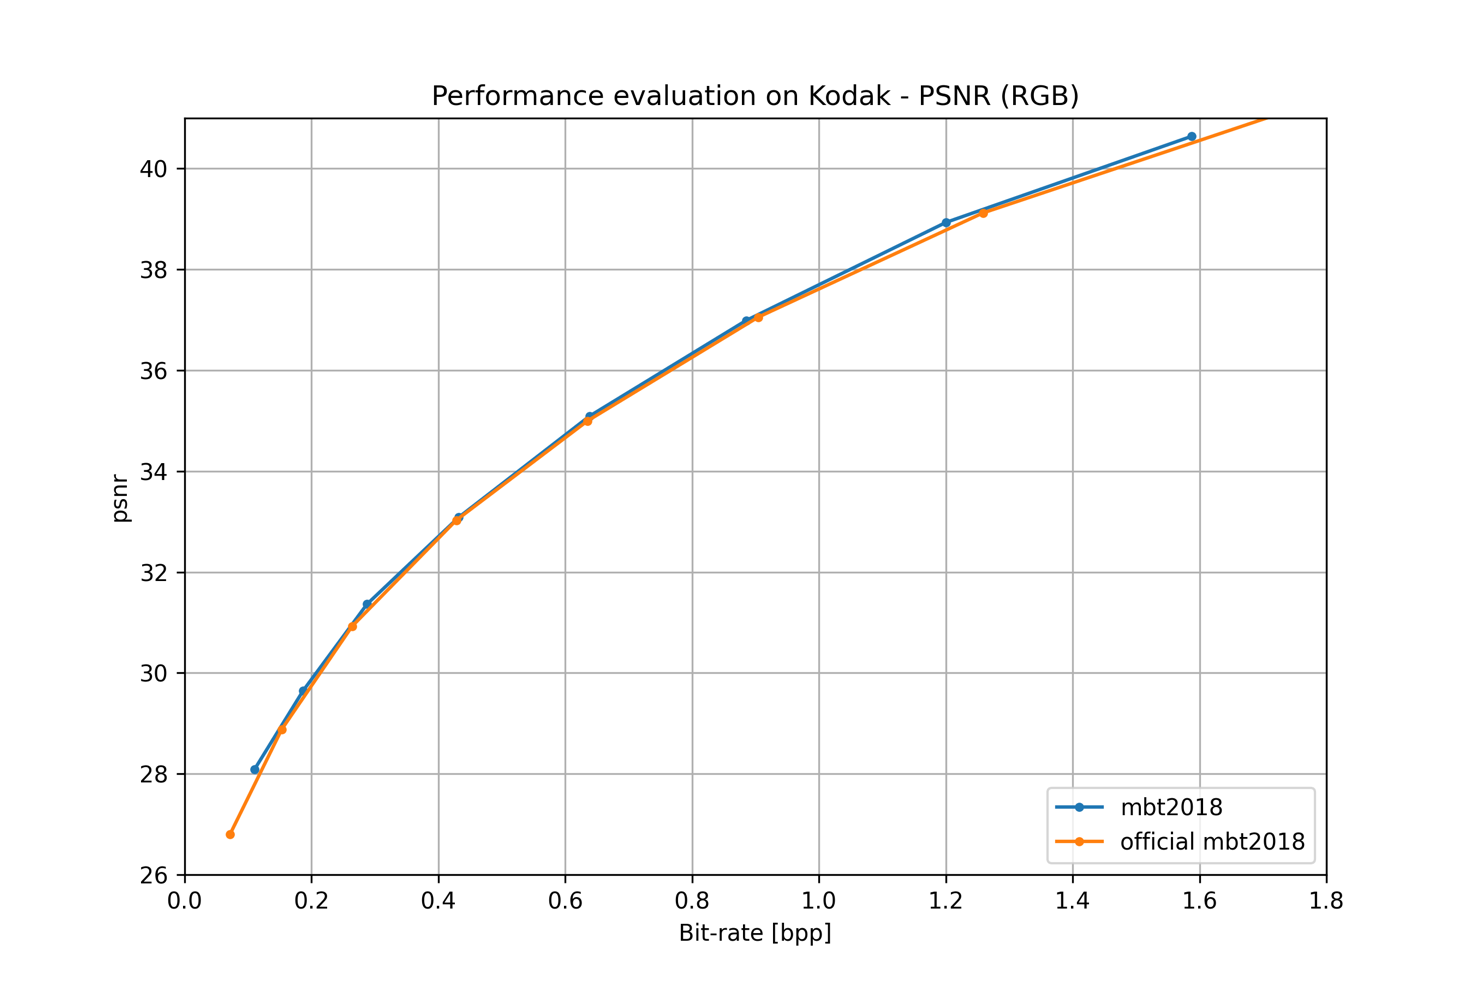 Performance evaluation on Kodak - PSNR (RGB)
40
38
36
34
32
30
28
26
psnr
mbt2018
official mbt2018
0.0 0.2 0.4 0.6 0.8 1.0 1.2 1.4 1.6 1.8
Bit-rate [bpp]